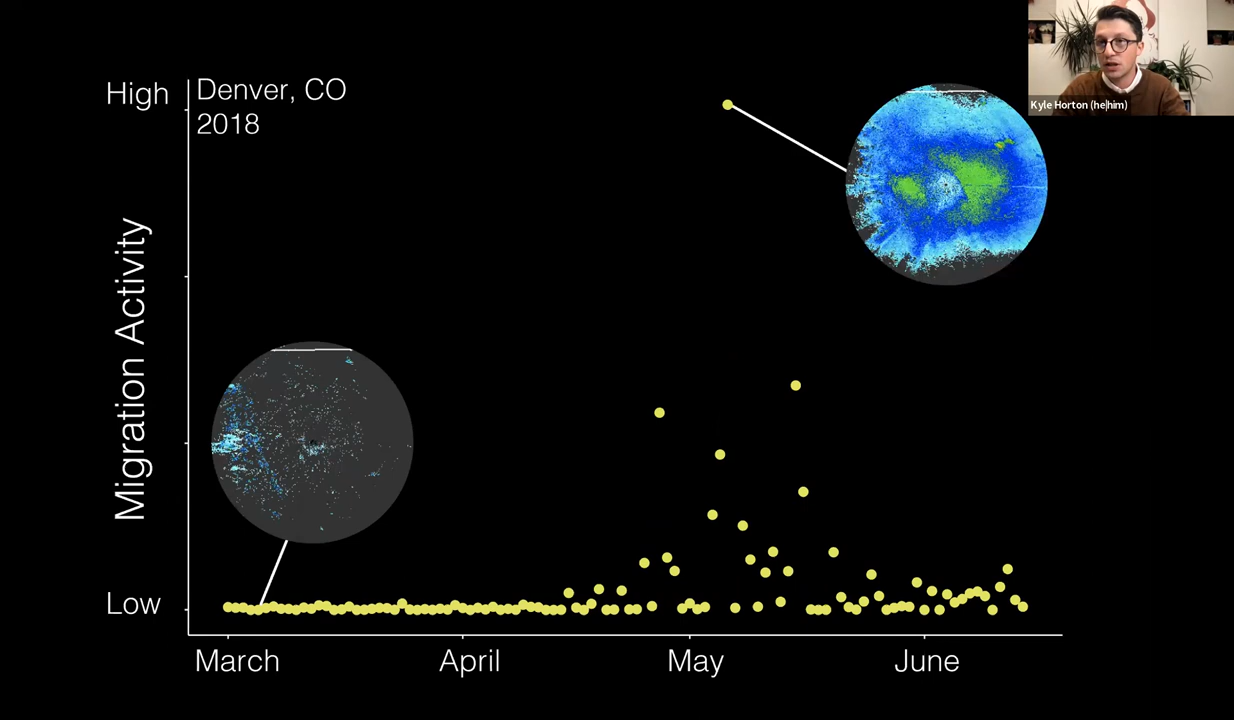 High
Denver, CO
2018
Migration Activity
Low
March
April
May
June
Kyle Horton (he|him)